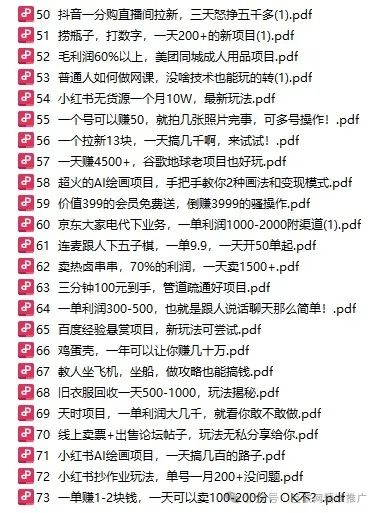 50 抖音一分购直播间拉新，三天怒挣五千多(1).pdf
51 捞瓶子，打数字，一天200+的新项目(1).pdf
52 毛利润60%以上，美团同城成人用品项目.pdf
53 普通人如何做网课，没啥技术也能玩的转(1).pdf
54 小红书无货源一个月10W，最新玩法.pdf
55 一个号可以赚50，就拍几张照片完事，可多号操作！.pdf
56 一个拉新13块，一天搞几千啊，来试试！.pdf
57 一天赚4500+，谷歌地球老项目也好玩.pdf
58 超火的AI绘画项目，手把手教你2种画法和变现模式.pdf
59 价值399的会员免费送，倒赚3999的骚操作.pdf
60 京东大家电代下业务，一单利润1000-2000附渠道(1).pdf
61 连麦跟人下五子棋，一单9.9，一天开50单起.pdf
62 卖热卤串串，70%的利润，一天卖1500+.pdf
63 三分钟100元到手，管道疏通好项目.pdf
64 一单利润300-500，也就是跟人说话聊天那么简单！.pdf
65 百度经验悬赏项目，新玩法可尝试.pdf
66 鸡蛋壳，一年可以让你赚几十万.pdf
67 教人坐飞机，坐船，做攻略也能搞钱.pdf
68 旧衣服回收一天500-1000，玩法揭秘.pdf
69 天时项目，一单利润大几千，就看你敢不敢做.pdf
70 线上卖票+出售论坛帖子，玩法无私分享给你.pdf
71 小红书AI绘画项目，一天搞几百的路子.pdf
72 小红书抄作业玩法，单号一月200+没问题.pdf
73 一单赚1-2块钱，一天可以卖100-200份，OK不？.pdf